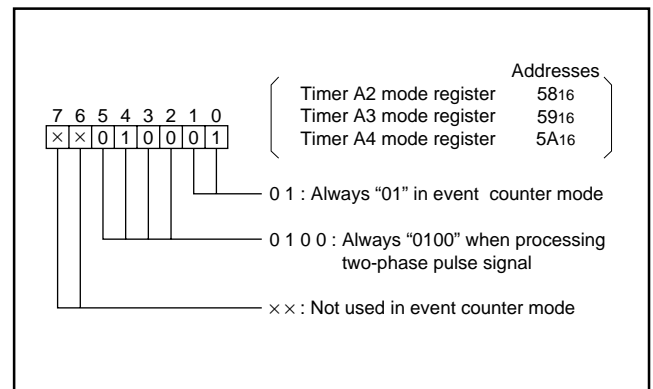 Addresses
Timer A2 mode register 5816
Timer A3 mode register 5916
Timer A4 mode register 5A16
7 6 5 4 3 2 1 0
× × 0 1 0 0 0 1
0 1 : Always “01” in event counter mode
0 1 0 0 : Always “0100” when processing
two-phase pulse signal
× × : Not used in event counter mode